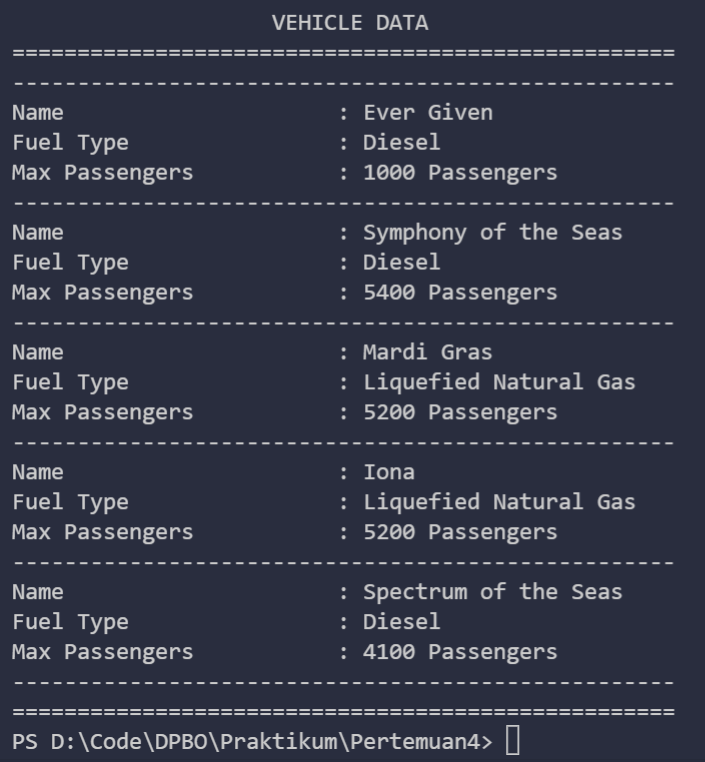 VEHICLE DATA
===================================================
---------------------------------------------------
Name                     : Ever Given
Fuel Type                : Diesel
Max Passengers           : 1000 Passengers
---------------------------------------------------
Name                     : Symphony of the Seas
Fuel Type                : Diesel
Max Passengers           : 5400 Passengers
---------------------------------------------------
Name                     : Mardi Gras
Fuel Type                : Liquefied Natural Gas
Max Passengers           : 5200 Passengers
---------------------------------------------------
Name                     : Iona
Fuel Type                : Liquefied Natural Gas
Max Passengers           : 5200 Passengers
---------------------------------------------------
Name                     : Spectrum of the Seas
Fuel Type                : Diesel
Max Passengers           : 4100 Passengers
---------------------------------------------------
===================================================
PS D:\Code\DPBO\Praktikum\Pertemuan4>